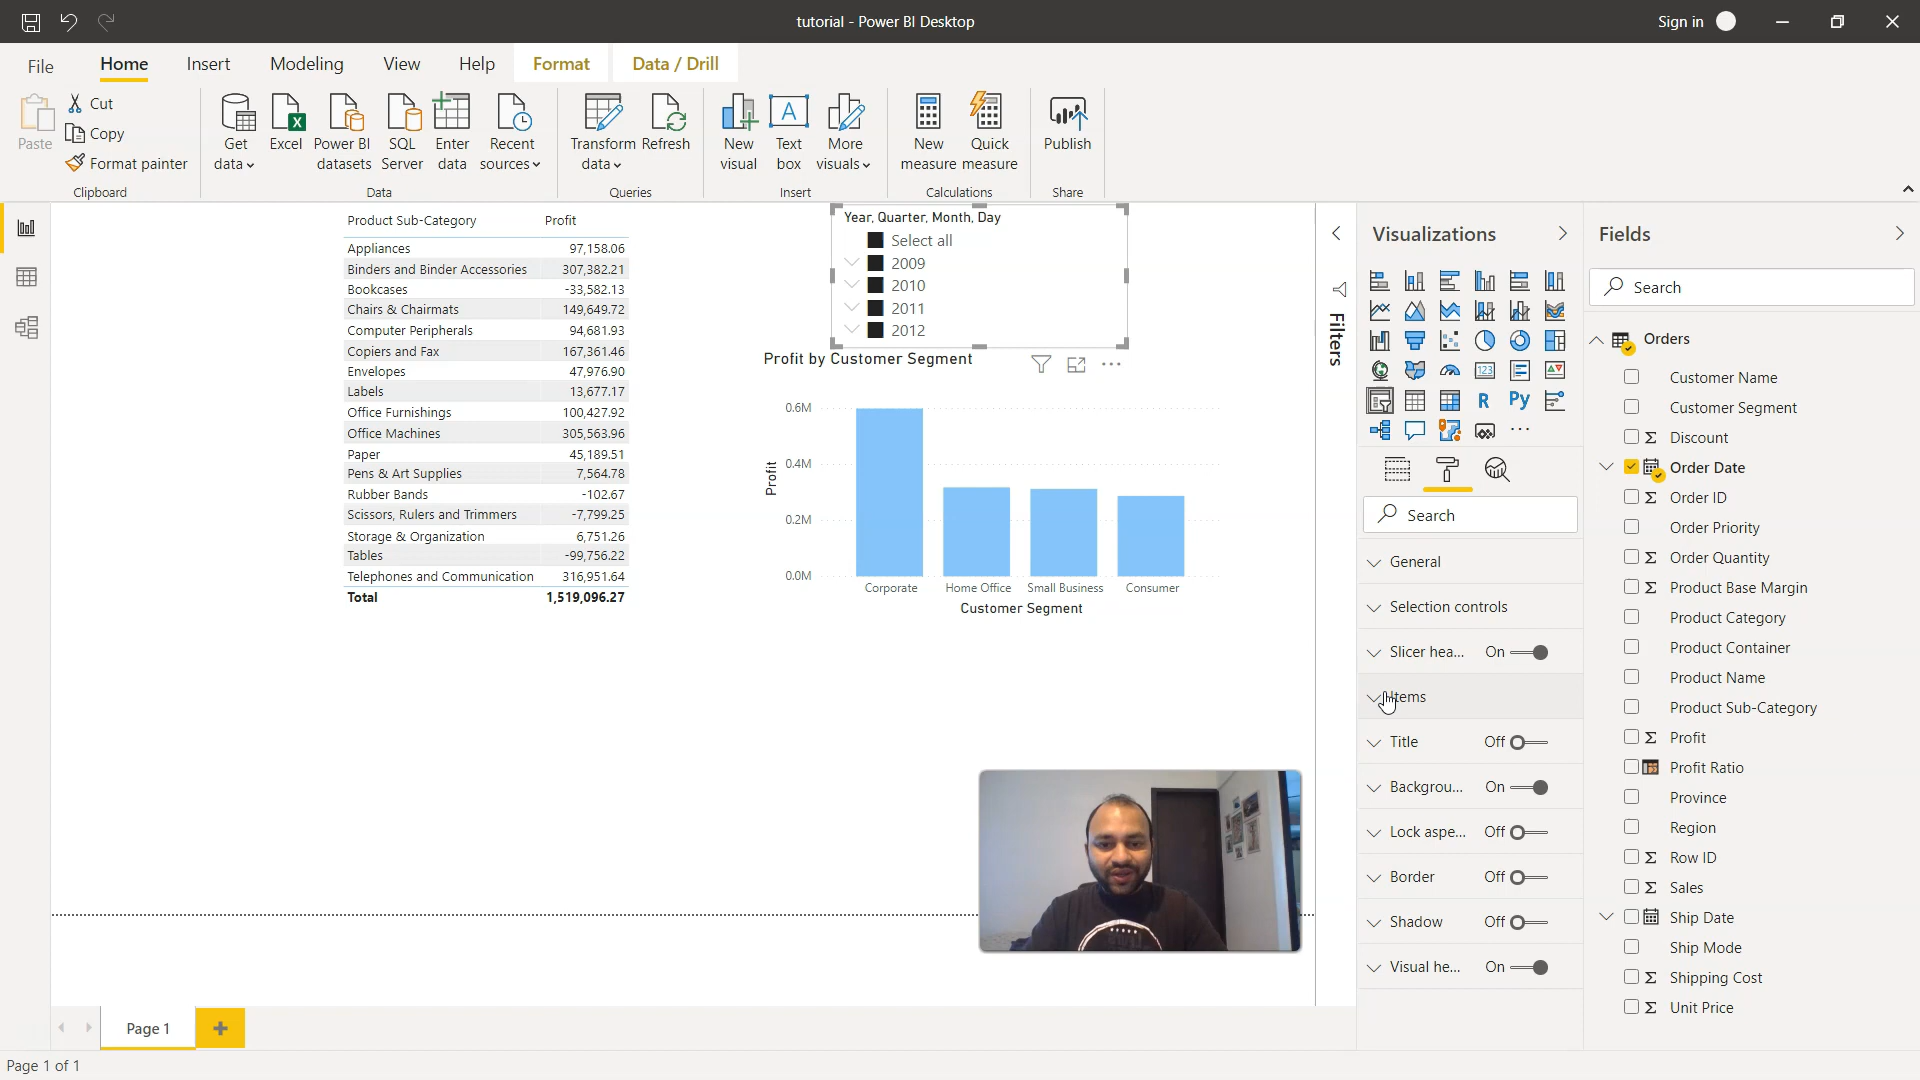 tutorial - Power BI Desktop
Sign in
File
Home
Insert
Modeling
View
Help
Format
Data / Drill
Paste
Cut
Copy
Format painter
Clipboard
Get data
Excel
Power BI datasets
SQL Server
Enter data
Recent sources
Data
Transform data
Refresh
Queries
New visual
Text box
More visuals
Insert
New measure
Quick measure
Calculations
Publish
Share
Product Sub-Category Profit
Appliances 97,158.06
Binders and Binder Accessories 307,382.21
Bookcases -33,582.13
Chairs & Chairmats 149,649.72
Computer Peripherals 94,681.93
Copiers and Fax 167,361.46
Envelopes 47,976.90
Labels 13,677.17
Office Furnishings 100,427.92
Office Machines 305,563.96
Paper 45,189.51
Pens & Art Supplies 7,564.78
Rubber Bands -102.67
Scissors, Rulers and Trimmers -7,799.25
Storage & Organization 6,751.26
Tables -99,756.22
Telephones and Communication 316,951.64
Total 1,519,096.27
Year, Quarter, Month, Day
Select all
2009
2010
2011
2012
Profit by Customer Segment
Profit
0.6M
0.4M
0.2M
0.0M
Corporate Home Office Small Business Consumer
Customer Segment
Filters
Visualizations
123
R
Py
Search
General
Selection controls
Slicer hea... On
Items
Title Off
Backgrou... On
Lock aspe... Off
Border Off
Shadow Off
Visual he... On
Fields
Search
Orders
Customer Name
Customer Segment
Σ Discount
Order Date
Σ Order ID
Order Priority
Σ Order Quantity
Σ Product Base Margin
Product Category
Product Container
Product Name
Product Sub-Category
Σ Profit
Profit Ratio
Province
Region
Σ Row ID
Σ Sales
Ship Date
Ship Mode
Σ Shipping Cost
Σ Unit Price
Page 1
Page 1 of 1